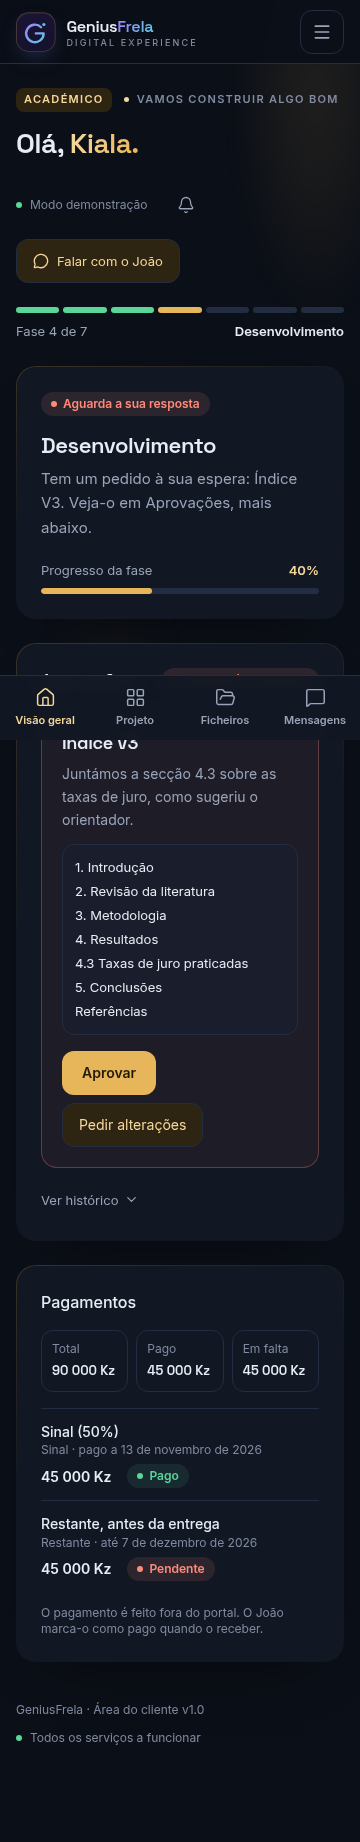 GeniusFrela
DIGITAL EXPERIENCE
ACADÉMICO
VAMOS CONSTRUIR ALGO BOM
Olá, Kiala.
Modo demonstração
Falar com o João
Fase 4 de 7
Desenvolvimento
Aguarda a sua resposta
Desenvolvimento
Tem um pedido à sua espera: Índice
V3. Veja-o em Aprovações, mais
abaixo.
Progresso da fase
40%
Visão geral
Projeto
Ficheiros
Mensagens
Índice v3
Juntámos a secção 4.3 sobre as
taxas de juro, como sugeriu o
orientador.
1. Introdução
2. Revisão da literatura
3. Metodologia
4. Resultados
4.3 Taxas de juro praticadas
5. Conclusões
Referências
Aprovar
Pedir alterações
Ver histórico
Pagamentos
Total
90 000 Kz
Pago
45 000 Kz
Em falta
45 000 Kz
Sinal (50%)
Sinal · pago a 13 de novembro de 2026
45 000 Kz
Pago
Restante, antes da entrega
Restante · até 7 de dezembro de 2026
45 000 Kz
Pendente
O pagamento é feito fora do portal. O João
marca-o como pago quando o receber.
GeniusFrela · Área do cliente v1.0
Todos os serviços a funcionar